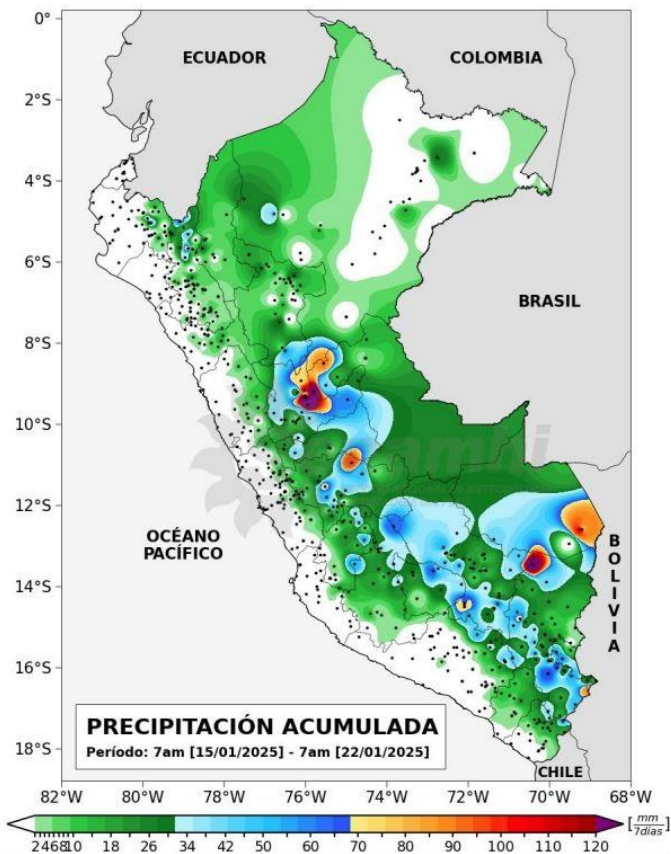 0°
ECUADOR
COLOMBIA
2°S
4°S
6°S
BRASIL
8°S
10°S
senamhi
12°S
OCÉANO
PACÍFICO
BOLIVIA
14°S
16°S
PRECIPITACIÓN ACUMULADA
Período: 7am [15/01/2025] - 7am [22/01/2025]
18°S
CHILE
82°W 80°W 78°W 76°W 74°W 72°W 70°W 68°W
2 4 6 8 10 18 26 34 42 50 60 70 80 90 100 110 120 [mm/7días]